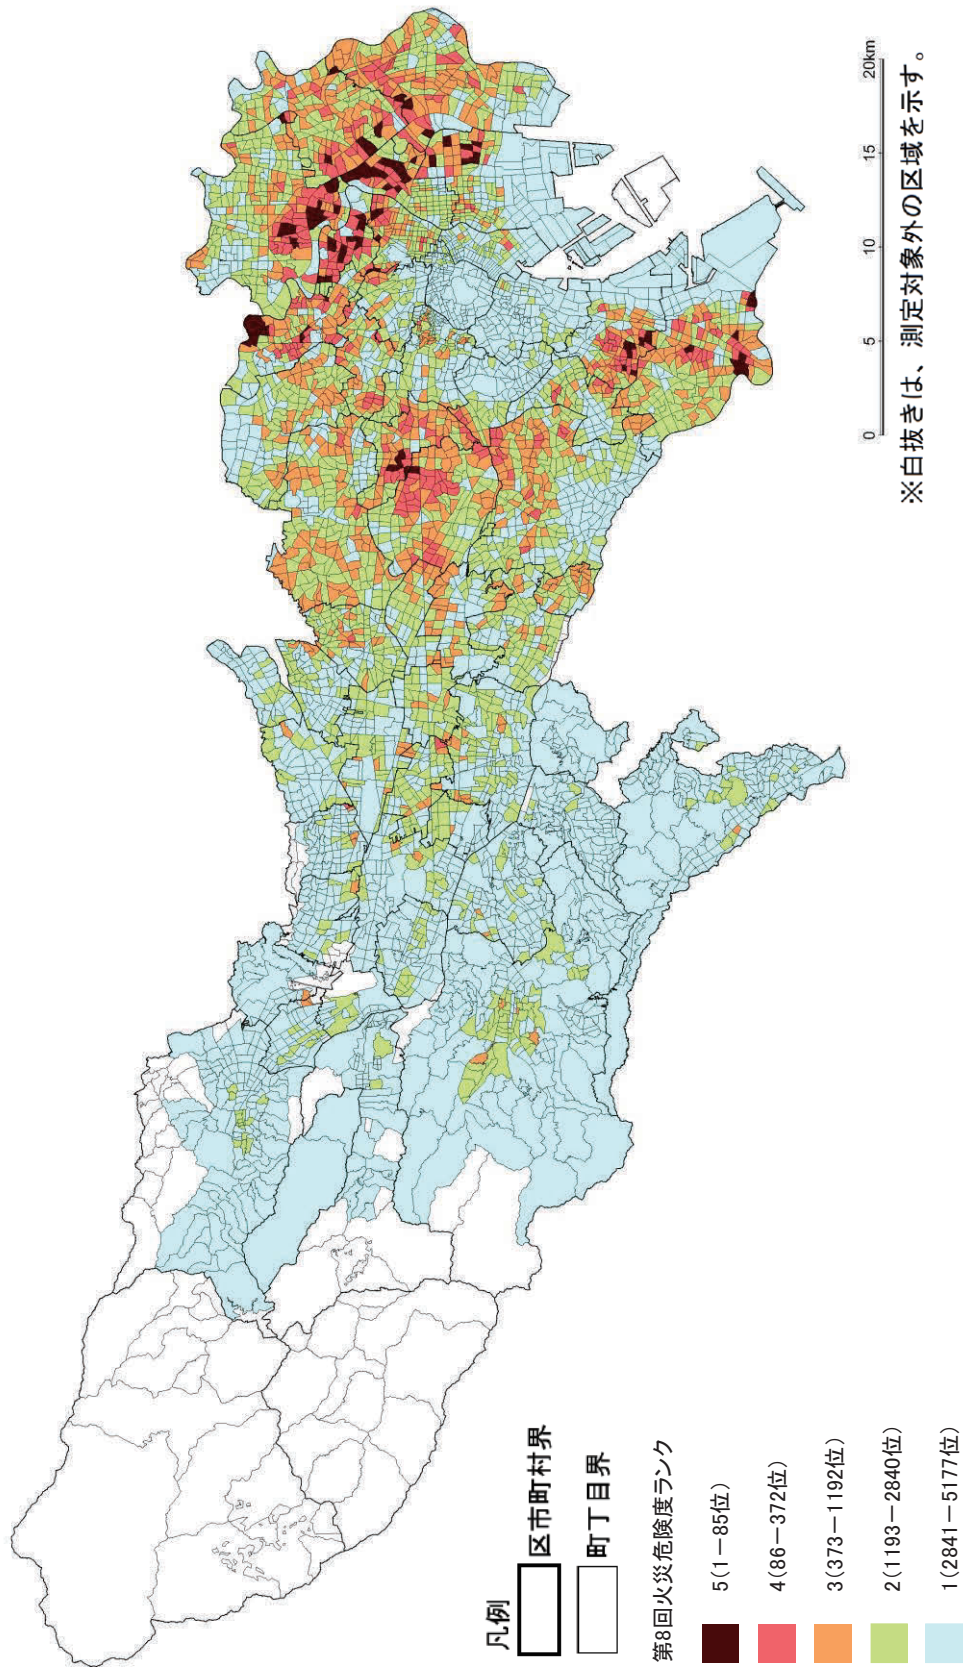 凡例
区市町村界
町丁目界
第8回火災危険度ランク
5(1－85位)
4(86－372位)
3(373－1192位)
2(1193－2840位)
1(2841－5177位)
0 5 10 15 20km
※白抜きは、測定対象外の区域を示す。